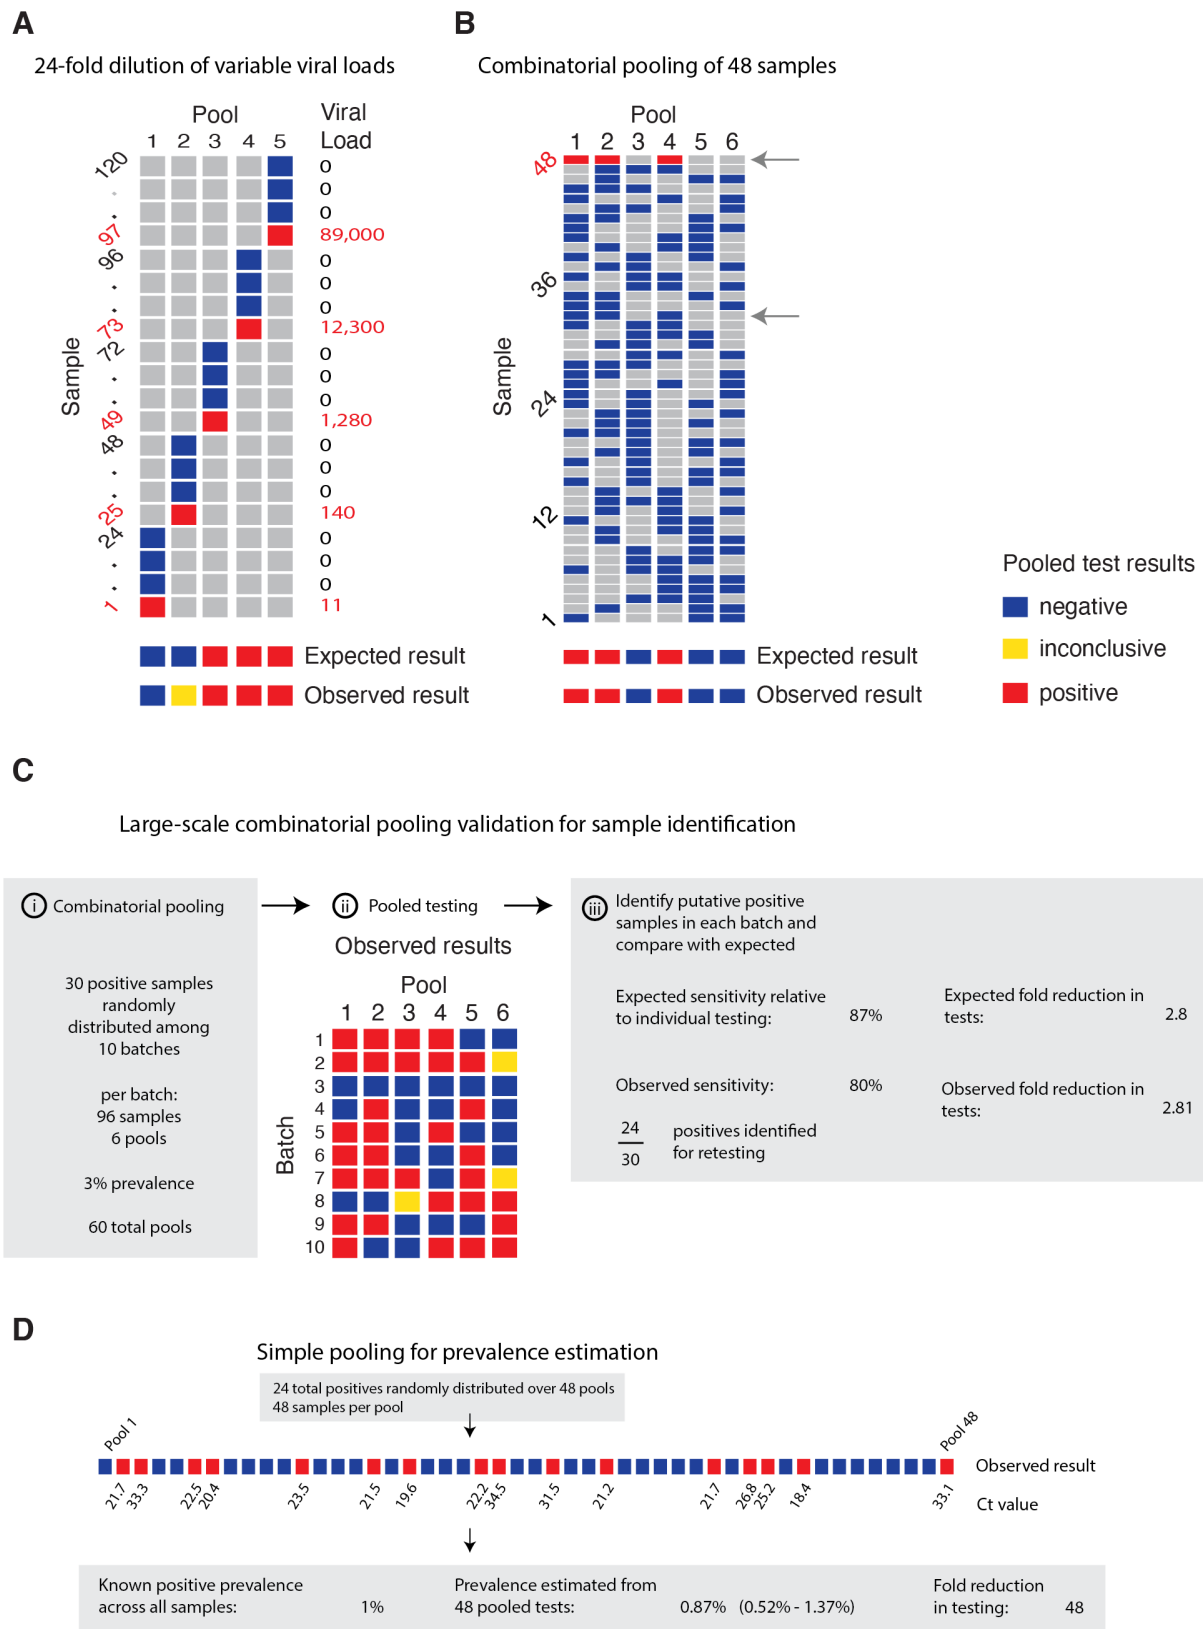 A
24-fold dilution of variable viral loads
Pool
Viral
Load
1 2 3 4 5
Sample
120
.
.
97
96
.
.
73
72
.
.
49
48
.
.
25
24
.
.
1
0
0
0
89,000
0
0
0
12,300
0
0
0
1,280
0
0
0
140
0
0
0
11
Expected result
Observed result
B
Combinatorial pooling of 48 samples
Pool
1 2 3 4 5 6
Sample
48
36
24
12
1
Expected result
Observed result
Pooled test results
negative
inconclusive
positive
C
Large-scale combinatorial pooling validation for sample identification
i Combinatorial pooling
30 positive samples
randomly
distributed among
10 batches
per batch:
96 samples
6 pools
3% prevalence
60 total pools
ii Pooled testing
Observed results
Pool
1 2 3 4 5 6
Batch
1
2
3
4
5
6
7
8
9
10
iii Identify putative positive
samples in each batch and
compare with expected
Expected sensitivity relative
to individual testing: 87%
Expected fold reduction in
tests: 2.8
Observed sensitivity: 80%
Observed fold reduction in
tests: 2.81
24
30
positives identified
for retesting
D
Simple pooling for prevalence estimation
24 total positives randomly distributed over 48 pools
48 samples per pool
Pool 1
Pool 48
Observed result
21.7 33.3 22.5 20.4 23.5 21.5 19.6 22.2 34.5 31.5 21.2 21.7 26.8 25.2 18.4 33.1
Ct value
Known positive prevalence
across all samples: 1%
Prevalence estimated from
48 pooled tests: 0.87% (0.52% - 1.37%)
Fold reduction
in testing: 48